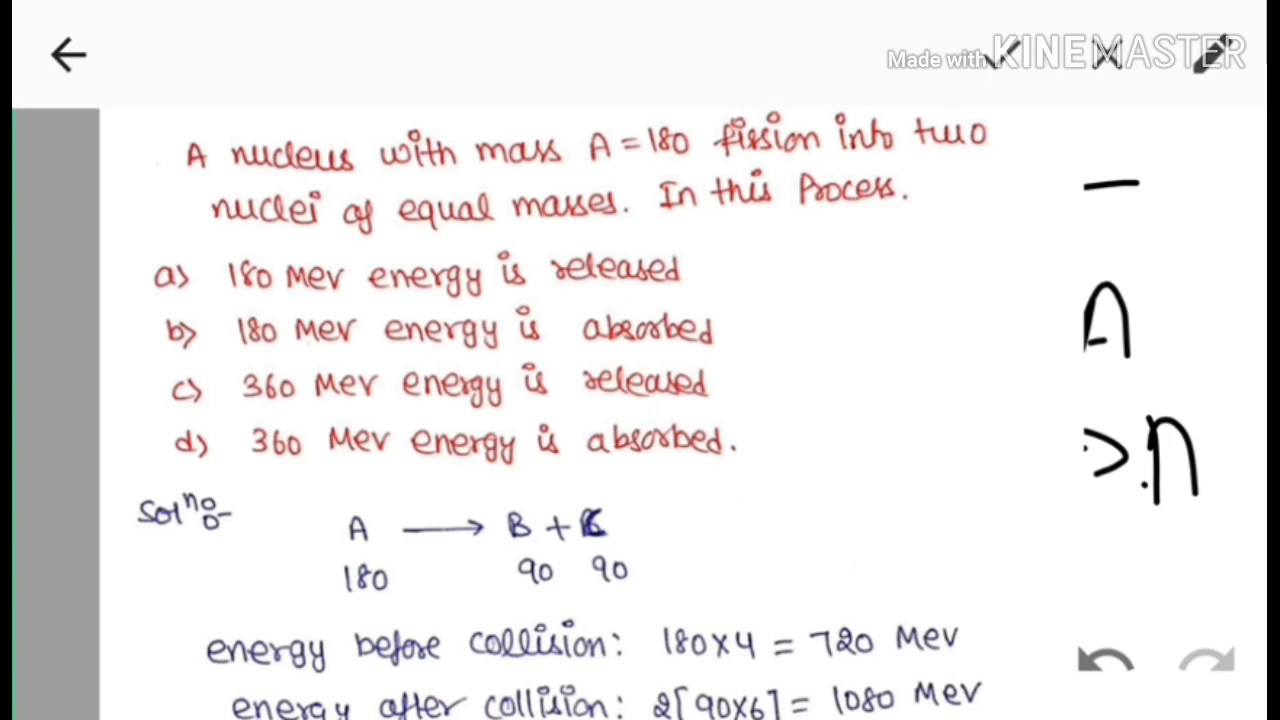 Made with KINEMASTER
A nucleus with mass A = 180 fission into two
nuclei of equal masses. In this Process.
a) 180 Mev energy is released
b) 180 Mev energy is absorbed
c) 360 Mev energy is released
d) 360 Mev energy is absorbed.
Solⁿ:-
A ⟶ B + C
180 90 90
energy before collision: 180×4 = 720 Mev
energy after collision: 2[90×6] = 1080 Mev
A
n